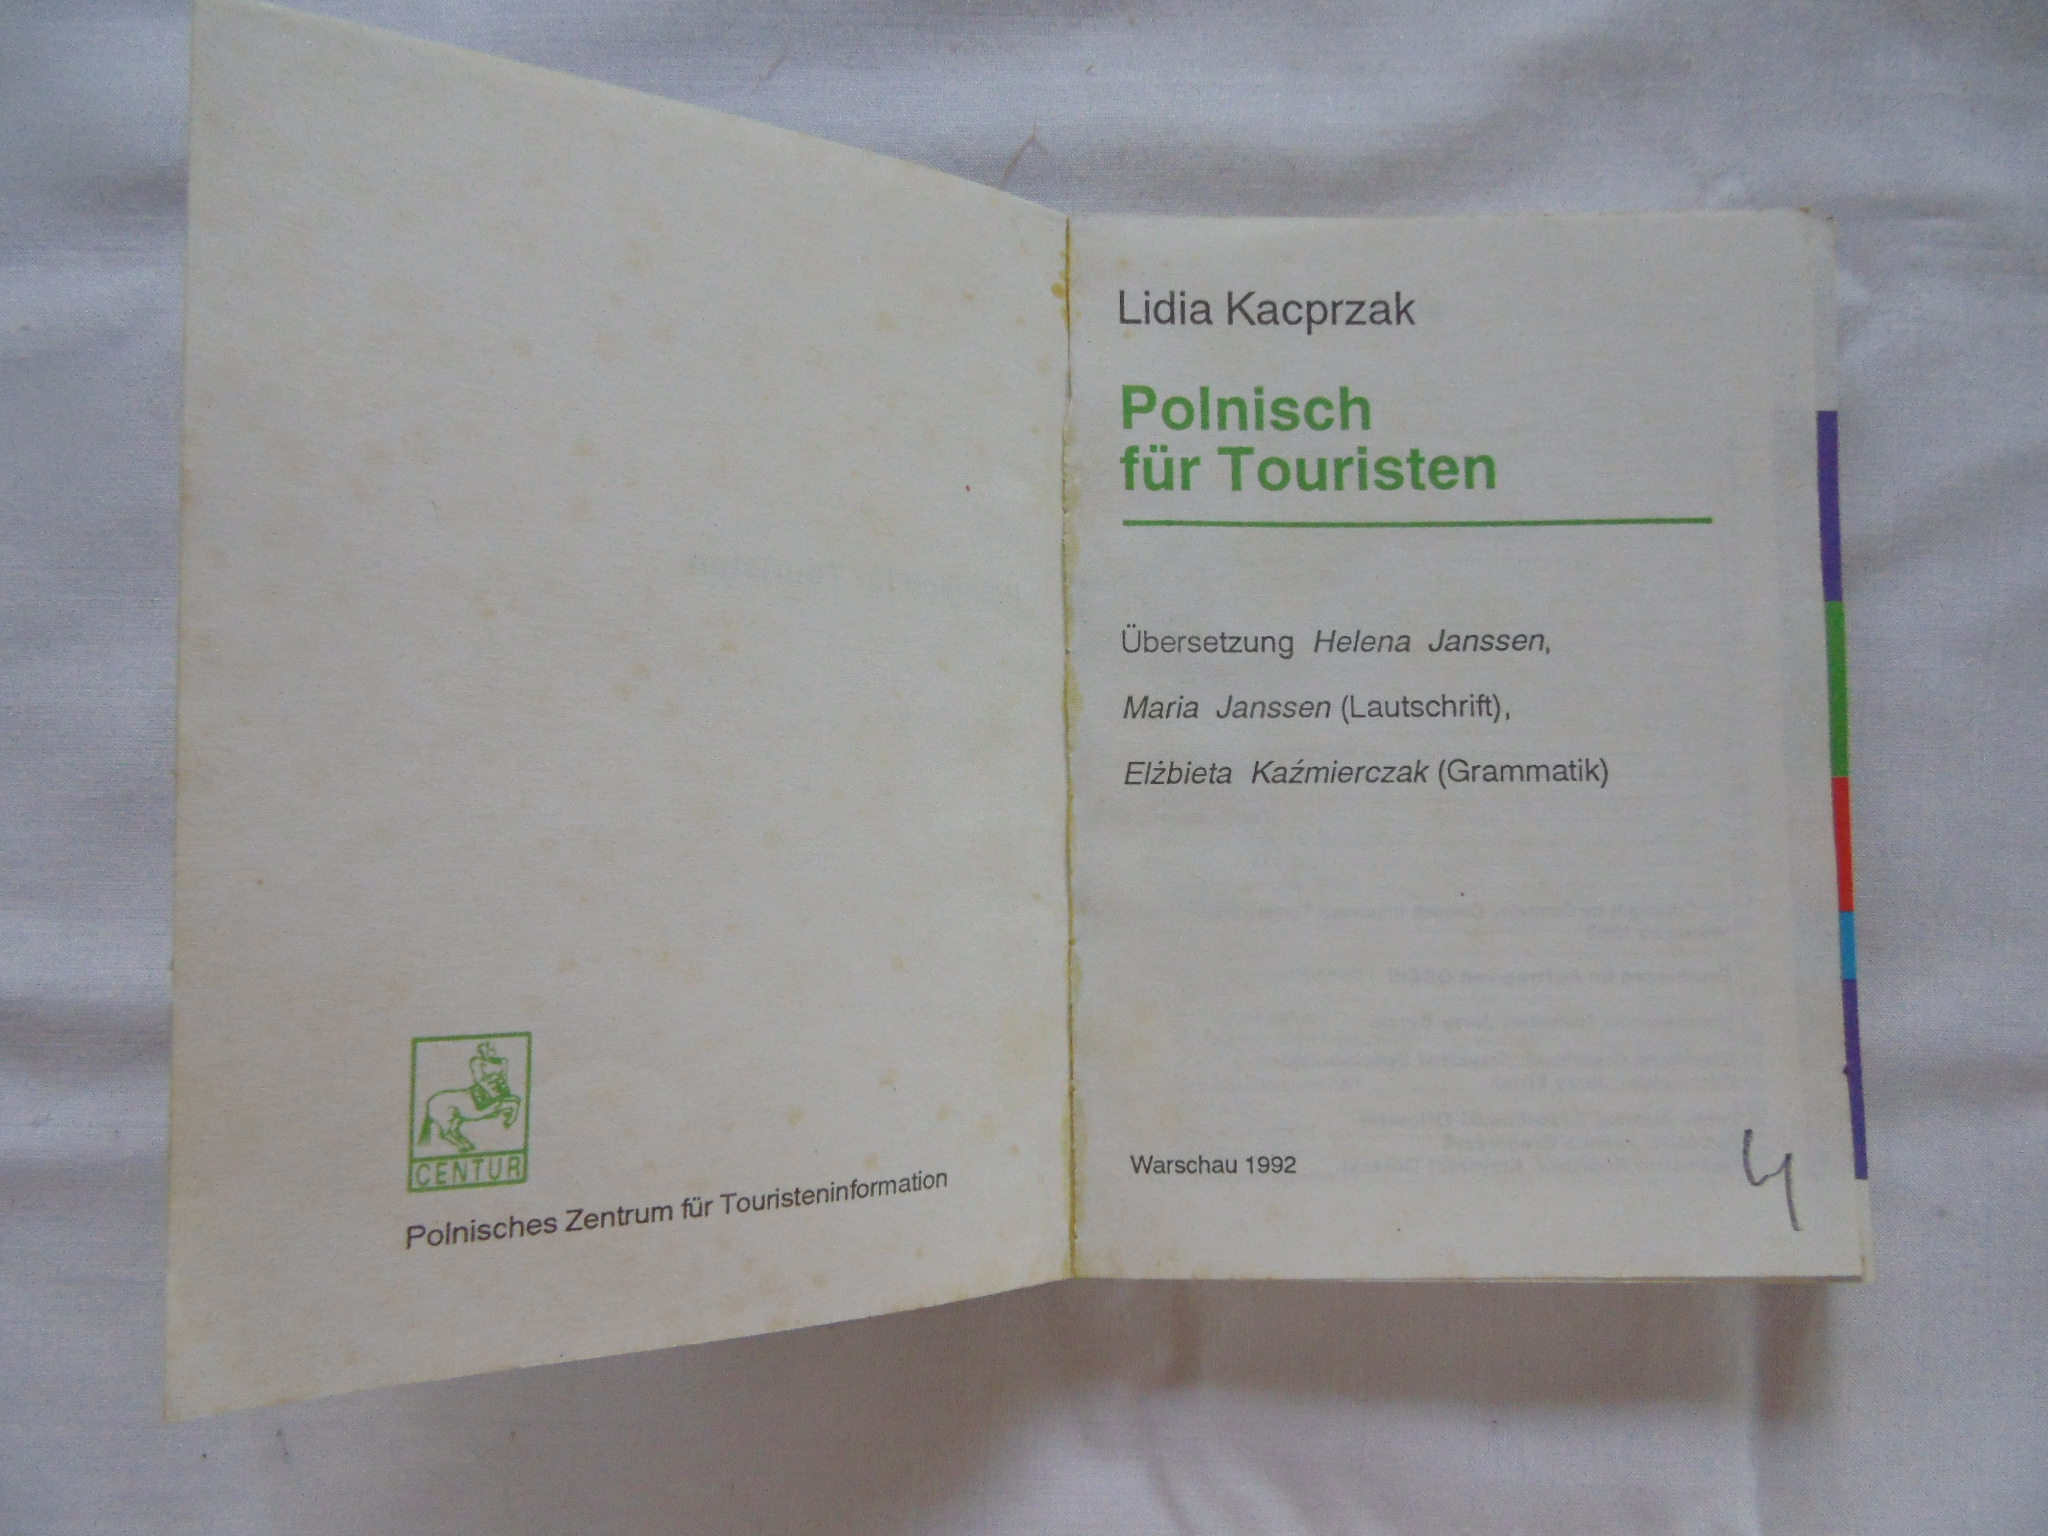 CENTUR
Polnisches Zentrum für Touristeninformation
Lidia Kacprzak
Polnisch
für Touristen
Übersetzung Helena Janssen,
Maria Janssen (Lautschrift),
Elżbieta Kaźmierczak (Grammatik)
Warschau 1992
4